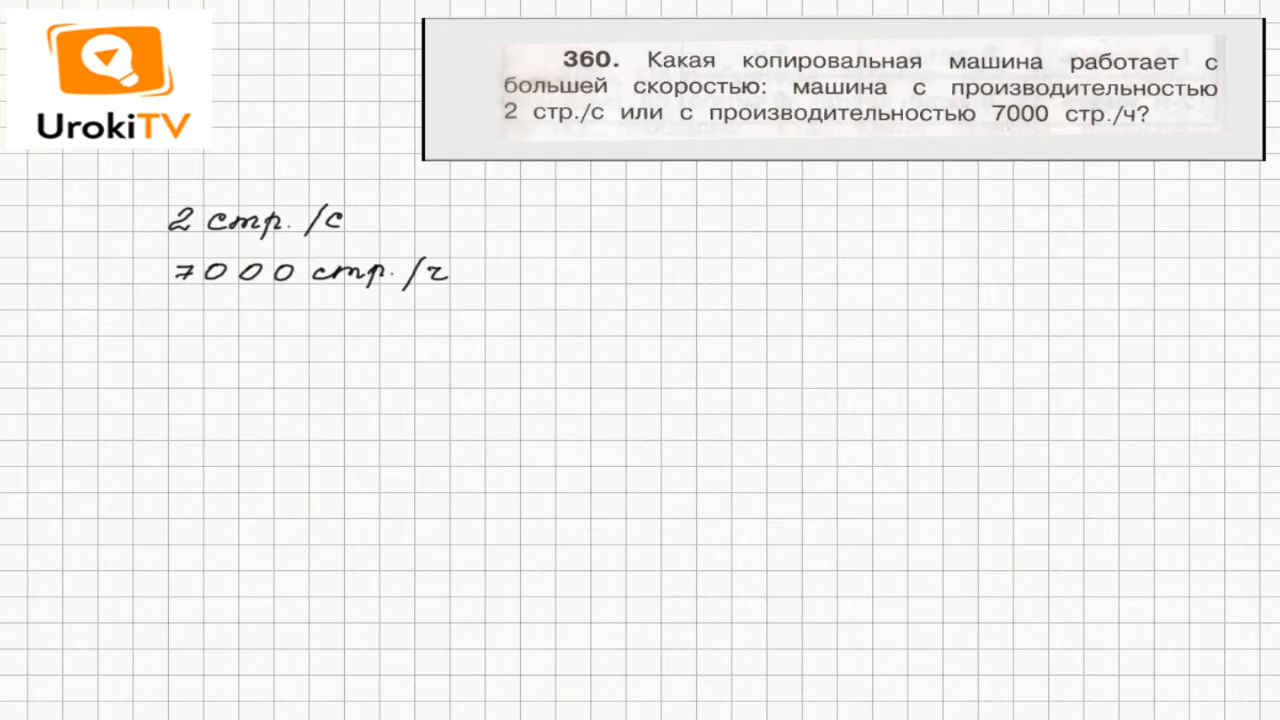 UrokiTV
360. Какая копировальная машина работает с
большей скоростью: машина с производительностью
2 стр./с или с производительностью 7000 стр./ч?
2 стр. /с
7000 стр. /ч